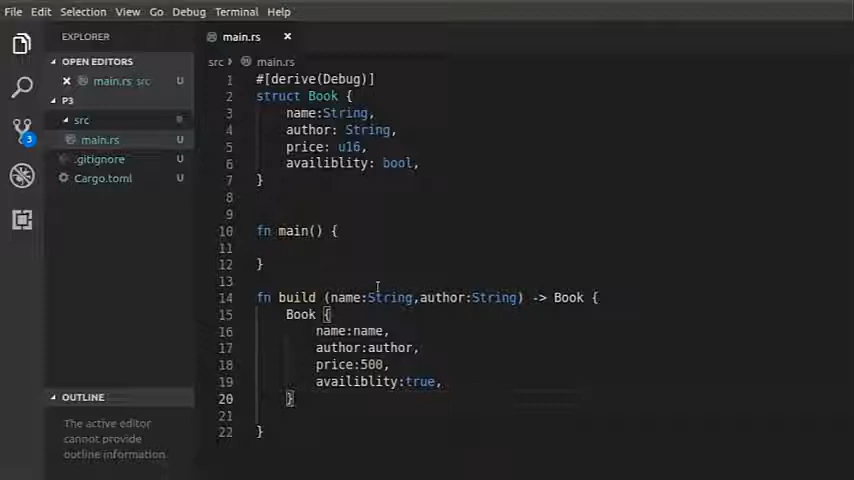 File Edit Selection View Go Debug Terminal Help
EXPLORER
OPEN EDITORS
main.rs src U
P3
src
main.rs U
.gitignore U
Cargo.toml U
3
OUTLINE
The active editor
cannot provide
outline information
main.rs
src main.rs
1 #[derive(Debug)]
2 struct Book {
3 name:String,
4 author: String,
5 price: u16,
6 availiblity: bool,
7 }
8
9
10 fn main() {
11
12 }
13
14 fn build (name:String,author:String) -> Book {
15 Book {
16 name:name,
17 author:author,
18 price:500,
19 availiblity:true,
20 }
21
22 }